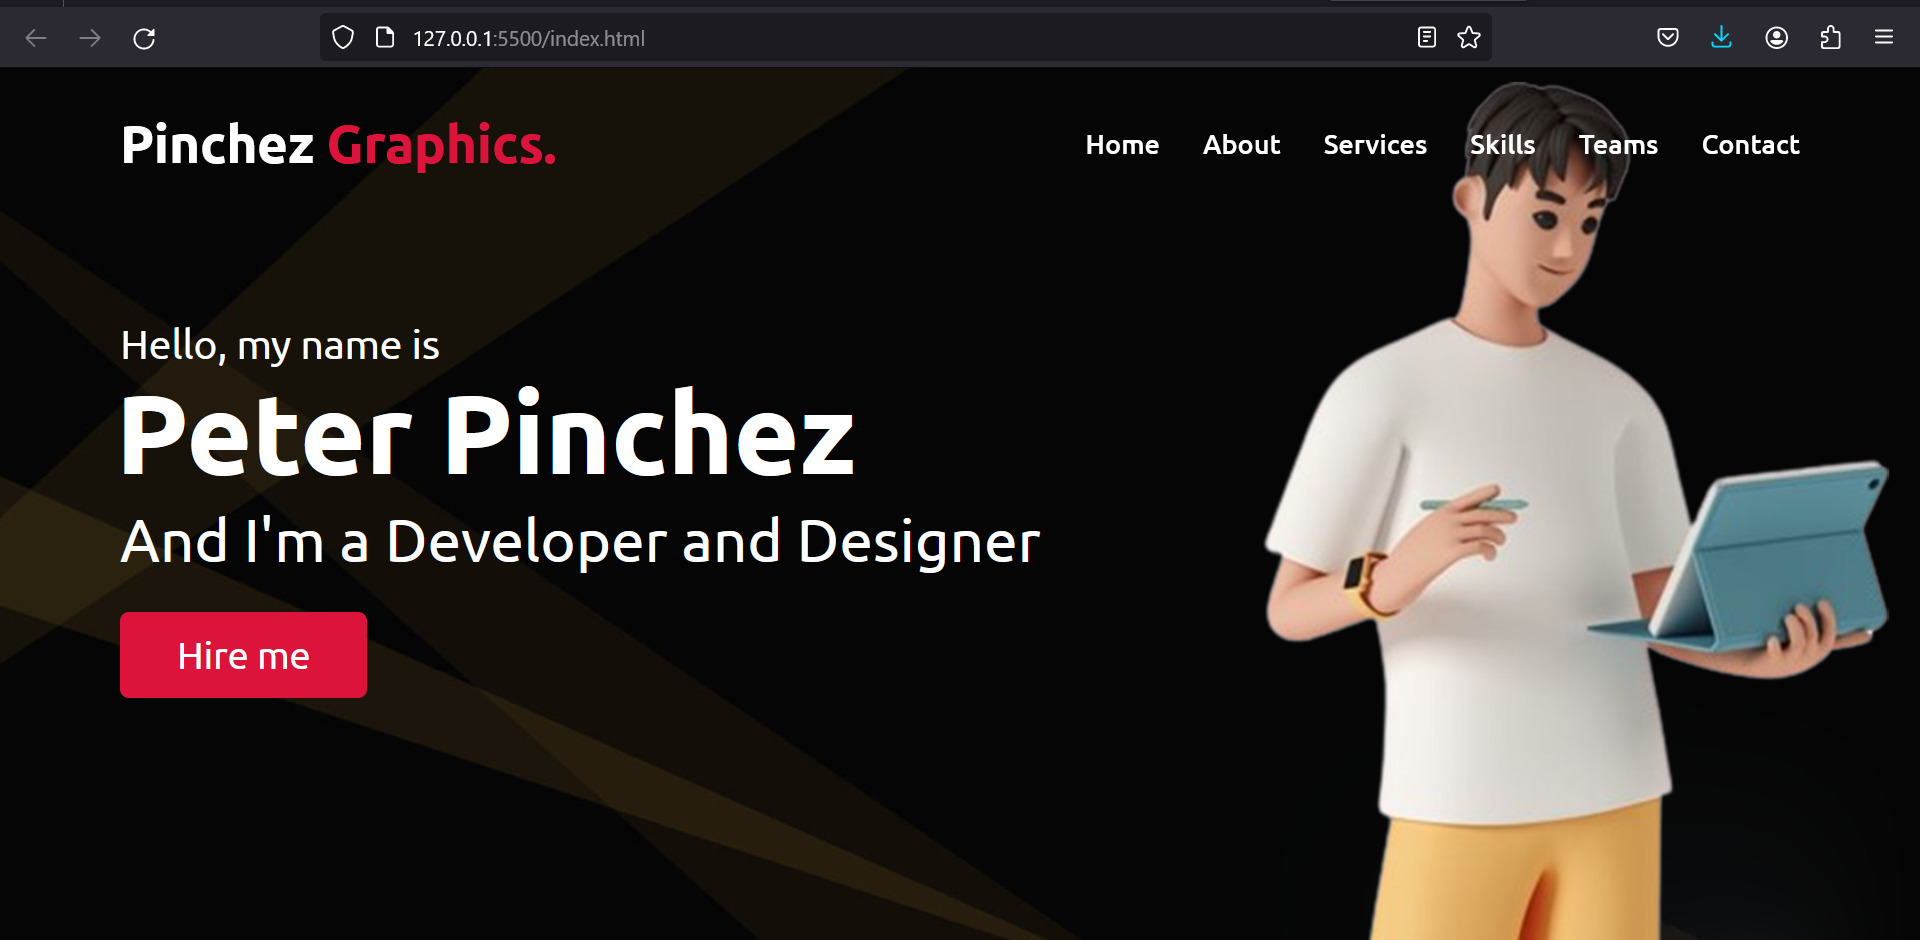 127.0.0.1:5500/index.html
Pinchez Graphics.
Home About Services Skills Teams Contact
Hello, my name is
Peter Pinchez
And I'm a Developer and Designer
Hire me